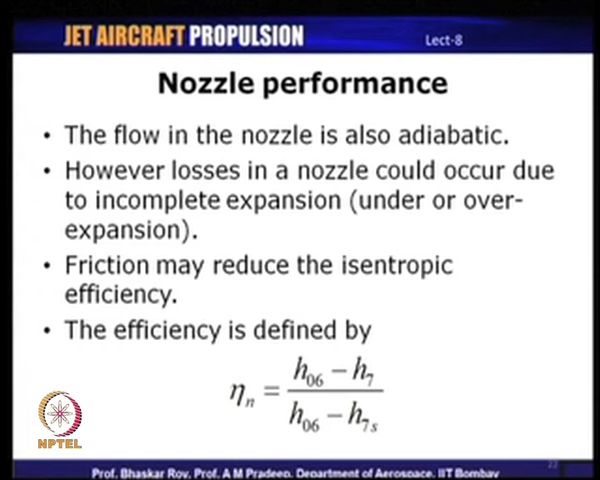 JET AIRCRAFT PROPULSION
Lect-8
Nozzle performance
• The flow in the nozzle is also adiabatic.
• However losses in a nozzle could occur due
to incomplete expansion (under or over-
expansion).
• Friction may reduce the isentropic
efficiency.
• The efficiency is defined by
η_n = (h_06 − h_7) / (h_06 − h_7s)
NPTEL
22
Prof. Bhaskar Roy, Prof. A M Pradeep, Department of Aerospace, IIT Bombay